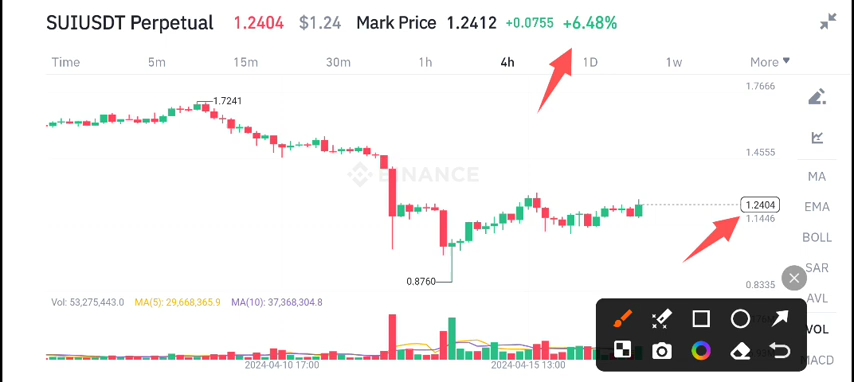 SUIUSDT Perpetual 1.2404 $1.24 Mark Price 1.2412 +0.0755 +6.48%
Time 5m 15m 30m 1h 4h 1D 1w More
1.7666
1.7241
1.4555
BINANCE
MA
1.2404
EMA
1.1446
BOLL
SAR
0.8760
0.8335
AVL
Vol: 53,275,443.0 MA(5): 29,668,365.9 MA(10): 37,368,304.8
VOL
MACD
2024-04-10 17:00 2024-04-15 13:00